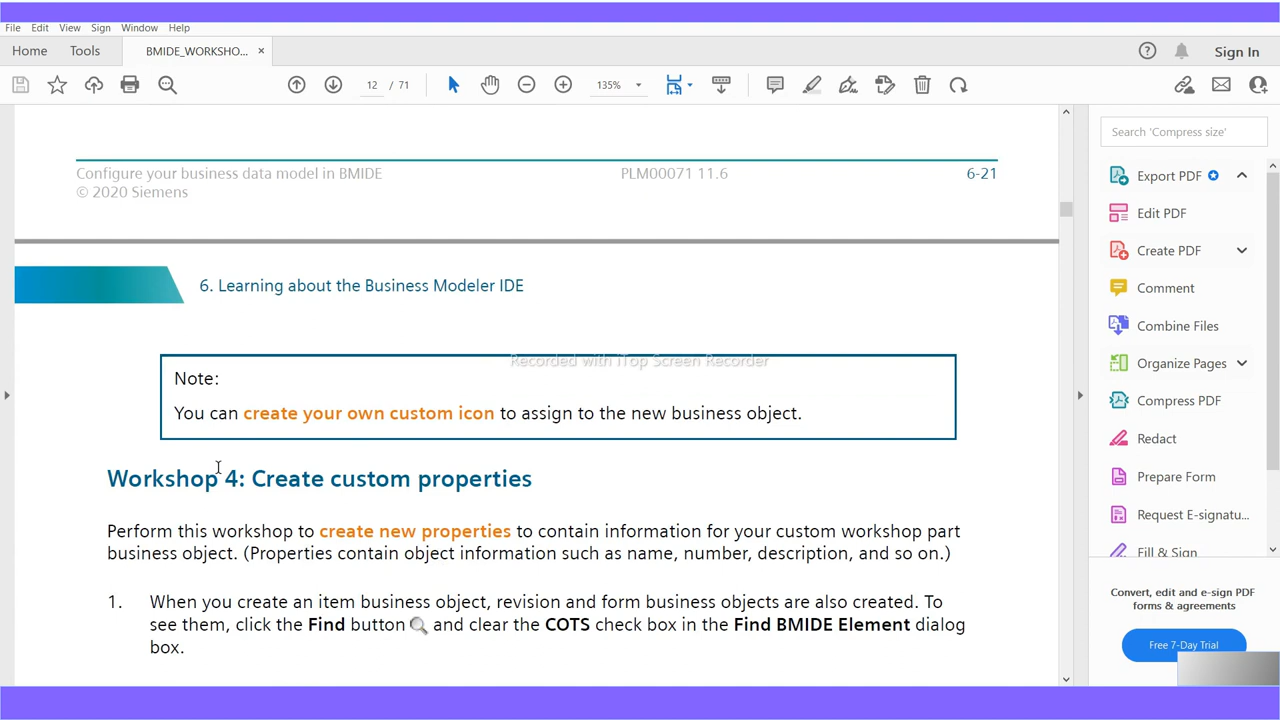 File Edit View Sign Window Help
Home Tools BMIDE_WORKSHO... × Sign In
12 / 71 135%
Search 'Compress size'
Configure your business data model in BMIDE PLM00071 11.6 6-21
© 2020 Siemens
6. Learning about the Business Modeler IDE
Recorded with iTop Screen Recorder
Note:
You can create your own custom icon to assign to the new business object.
Workshop 4: Create custom properties
Perform this workshop to create new properties to contain information for your custom workshop part
business object. (Properties contain object information such as name, number, description, and so on.)
1. When you create an item business object, revision and form business objects are also created. To
see them, click the Find button and clear the COTS check box in the Find BMIDE Element dialog
box.
Export PDF
Edit PDF
Create PDF
Comment
Combine Files
Organize Pages
Compress PDF
Redact
Prepare Form
Request E-signatu...
Fill & Sign
Convert, edit and e-sign PDF
forms & agreements
Free 7-Day Trial